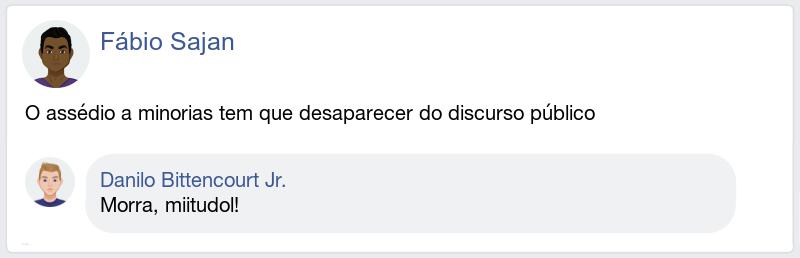 Fábio Sajan
O assédio a minorias tem que desaparecer do discurso público
Danilo Bittencourt Jr.
Morra, miitudol!